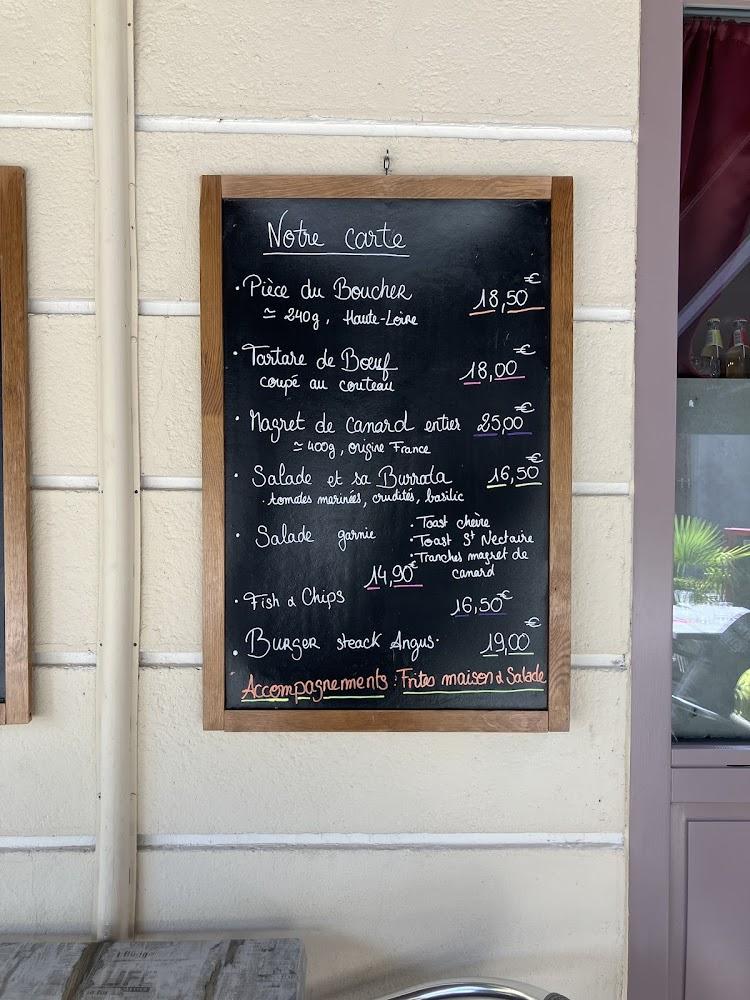 Notre carte
• Pièce du Boucher 18,50€
≃ 240g, Haute-Loire
• Tartare de Bœuf 18,00€
coupé au couteau
• Magret de canard entier 25,00€
≃ 400g, origine France
• Salade et sa Burrata 16,50€
• tomates marinées, crudités, basilic
• Salade garnie • Toast chèvre
• Toast St Nectaire
• Tranches magret de
canard
14,90€
• Fish & Chips 16,50€
• Burger steack Angus. 19,00€
Accompagnements : Frites maison & Salade
LIFE